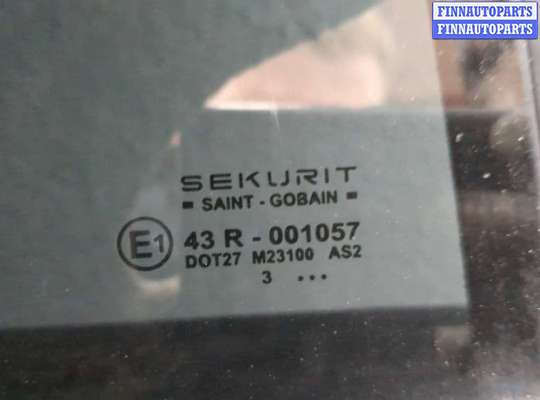 FINNAUTOPARTS
FINNAUTOPARTS
SEKURIT
SAINT - GOBAIN
E1
43 R - 001057
DOT27 M23100 AS2
3 ...